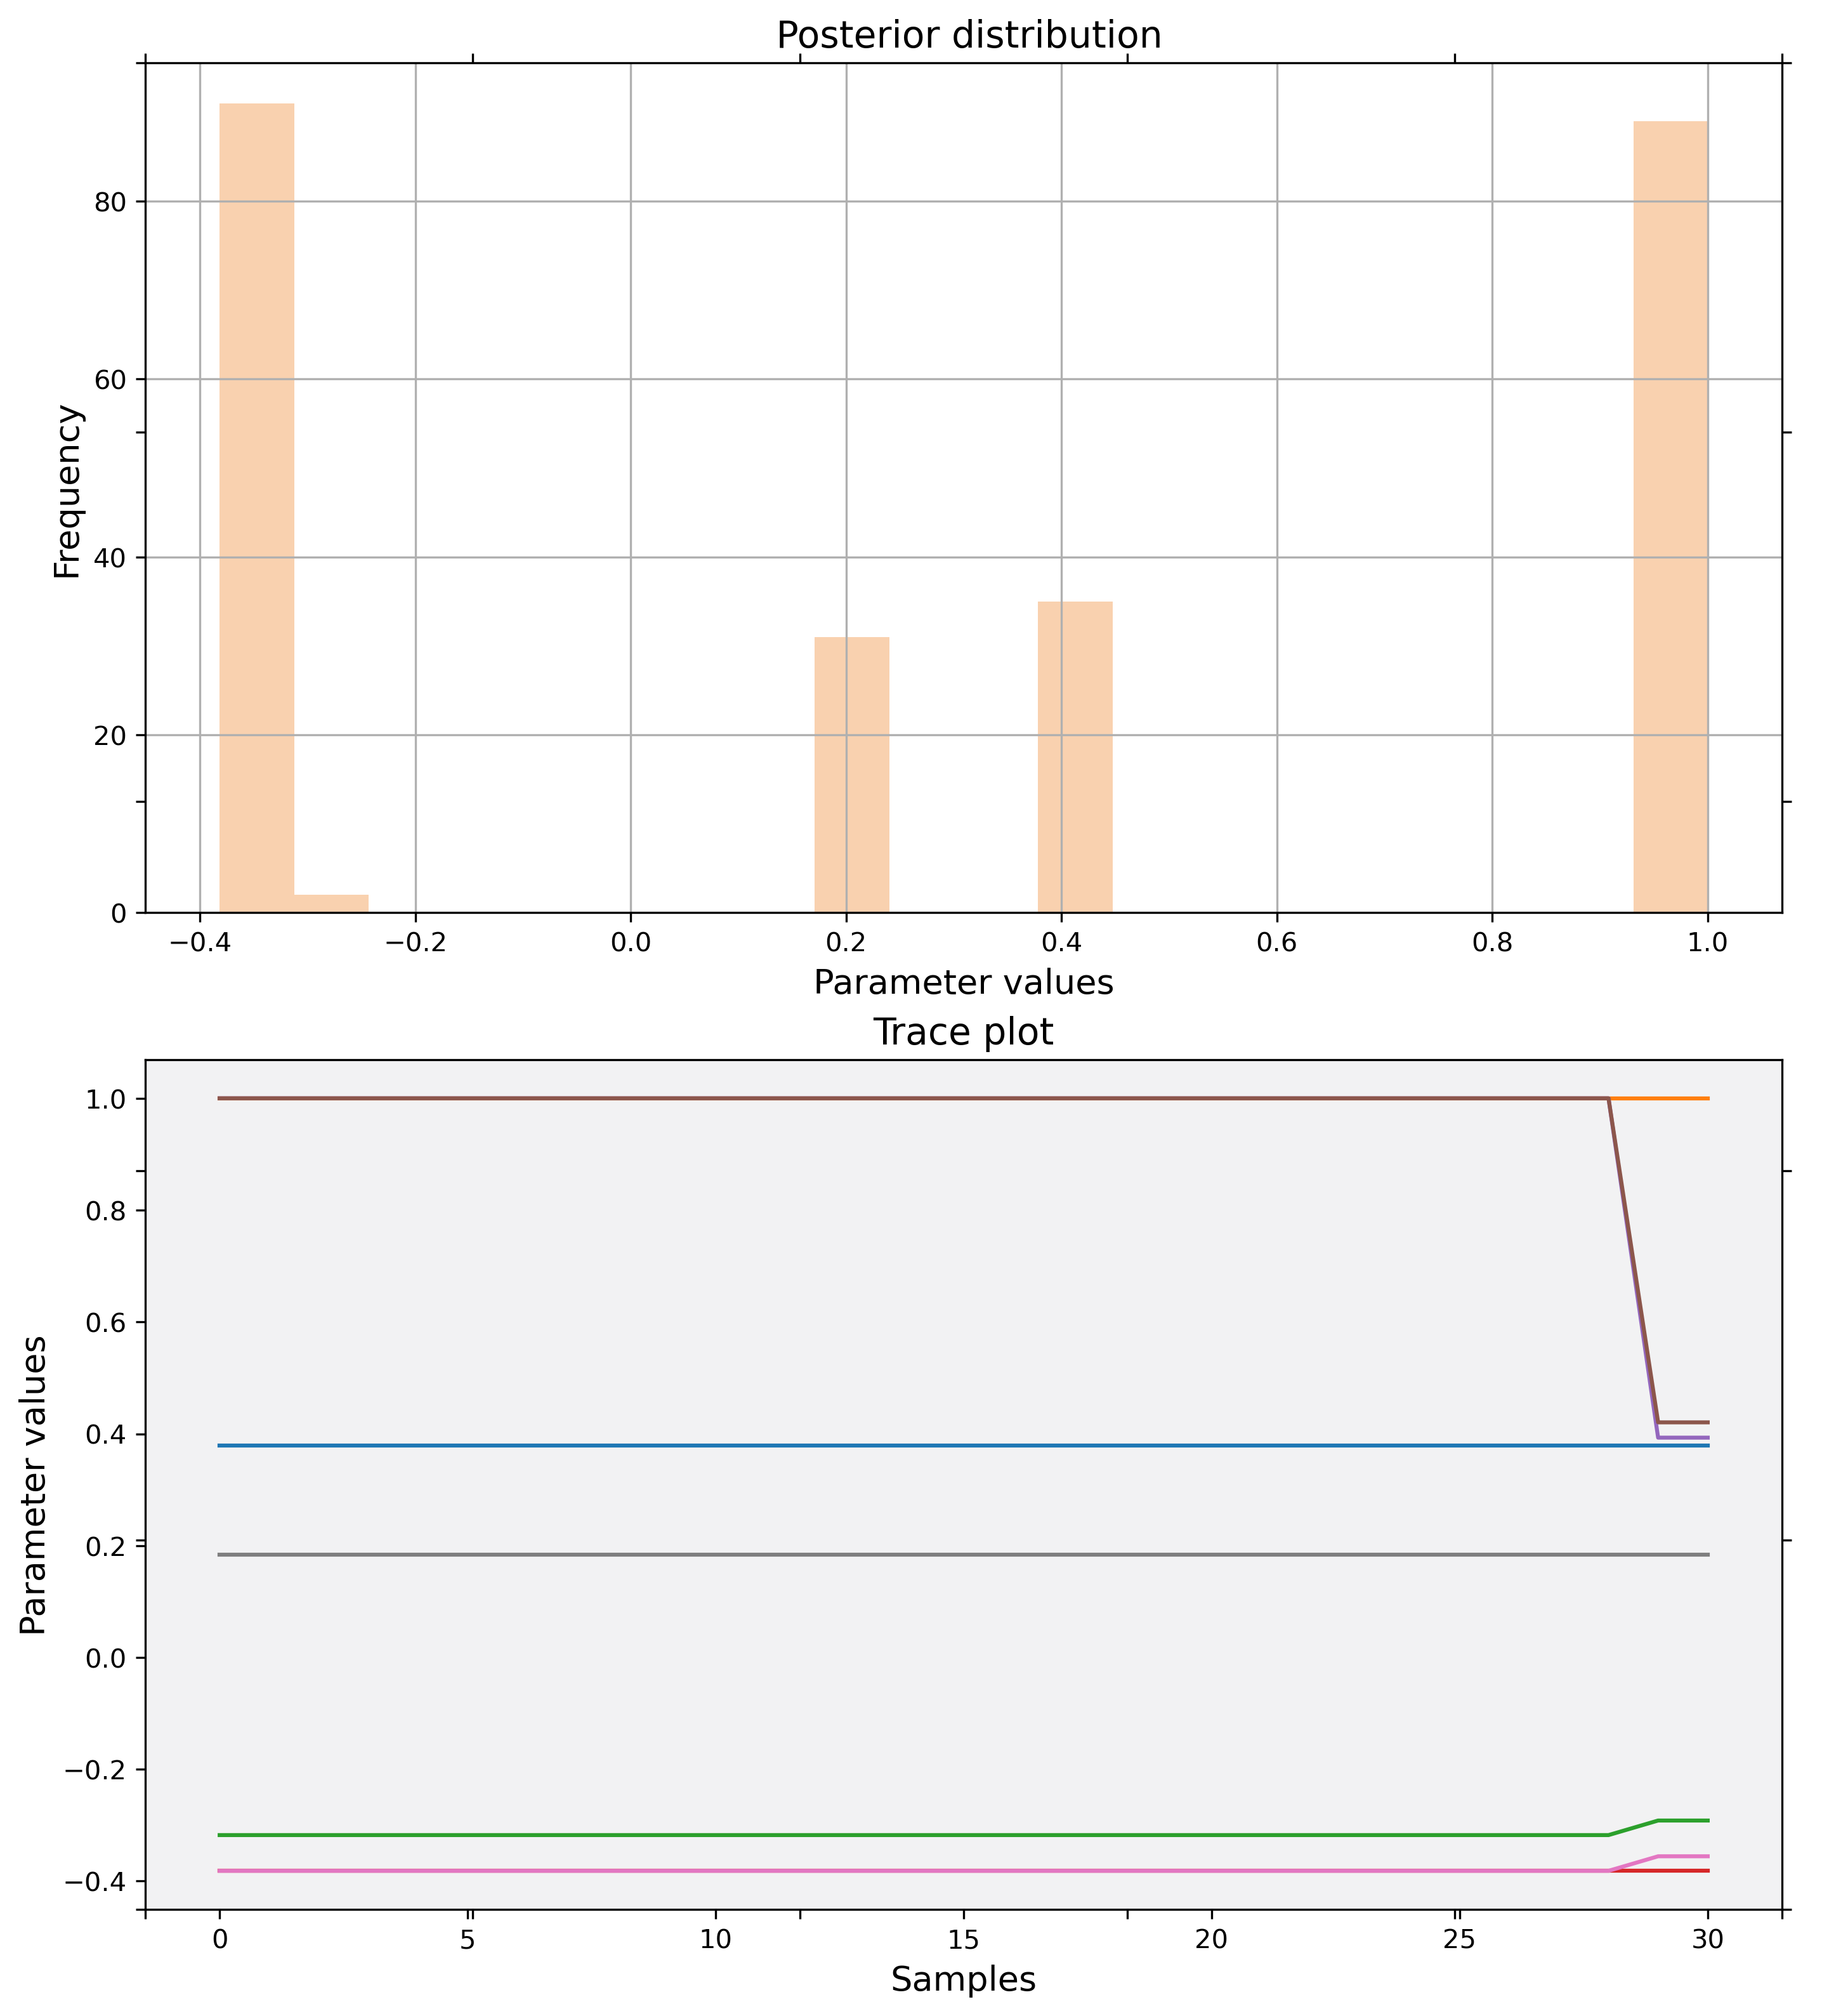 Posterior distribution
80
60
40
20
0
Frequency
−0.4 −0.2 0.0 0.2 0.4 0.6 0.8 1.0
Parameter values
Trace plot
1.0
0.8
0.6
0.4
0.2
0.0
−0.2
−0.4
Parameter values
0 5 10 15 20 25 30
Samples